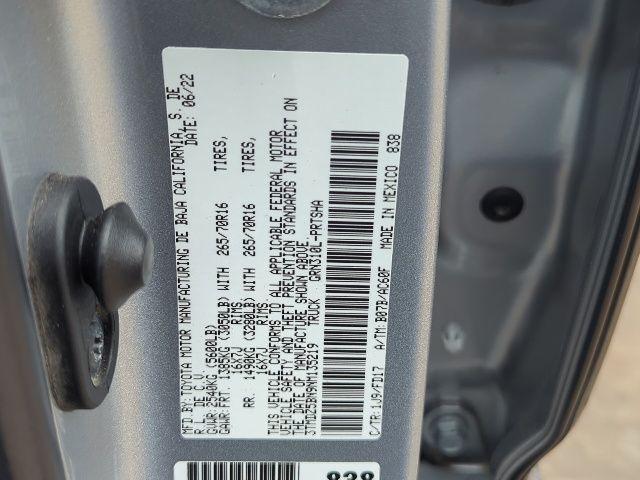 MFD.BY:TOYOTA MOTOR MANUFACTURING DE BAJA CALIFORNIA, S. DE
R.L. DE C.V. DATE: 06/22
GVWR: 2540KG (5600LB)
GAWR: FRT 1385KG (3050LB) WITH 265/70R16 TIRES,
16X7J RIMS
RR. 1490KG (3280LB) WITH 265/70R16 TIRES,
16X7J RIMS
THIS VEHICLE CONFORMS TO ALL APPLICABLE FEDERAL MOTOR
VEHICLE SAFETY AND THEFT PREVENTION STANDARDS IN EFFECT ON
THE DATE OF MANUFACTURE SHOWN ABOVE.
TRUCK GRN310L-PRTSHA
C/TR:1J9/FD17 A/TM:B07B/AC60F MADE IN MEXICO 838
838